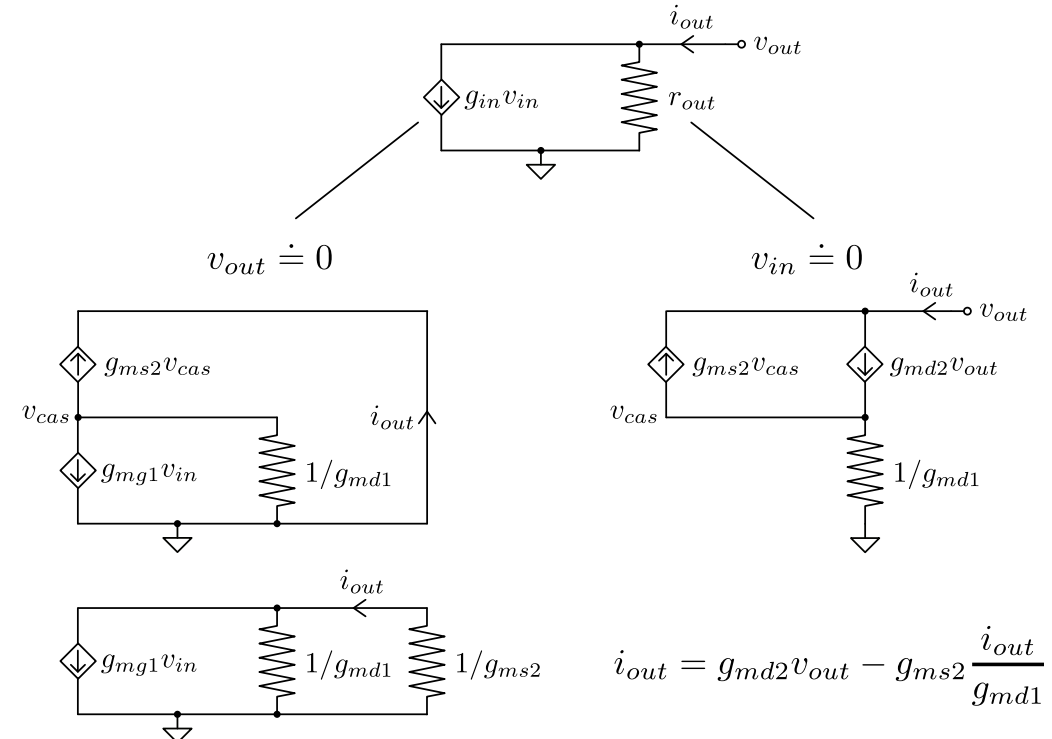 i_out
v_out
g_in v_in
r_out
v_out ≐ 0
v_in ≐ 0
i_out
v_out
g_ms2 v_cas
v_cas
i_out
g_mg1 v_in
1/g_md1
g_ms2 v_cas
g_md2 v_out
v_cas
1/g_md1
i_out
g_mg1 v_in
1/g_md1
1/g_ms2
i_out = g_md2 v_out − g_ms2 i_out/g_md1